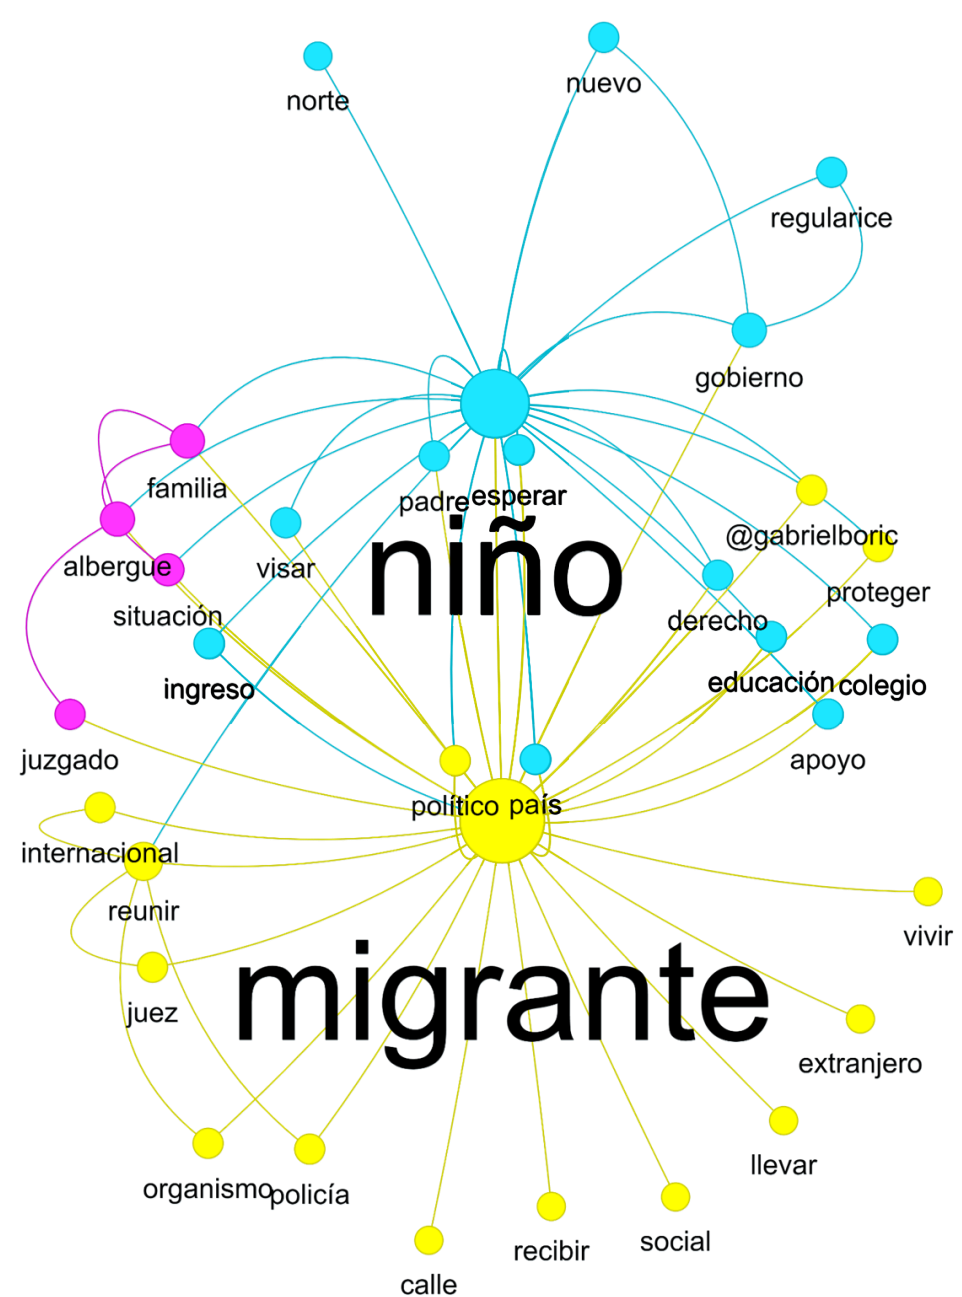 norte
nuevo
regularice
gobierno
familia
padre
esperar
@gabrielboric
albergue
visar
niño
proteger
situación
derecho
ingreso
educación
colegio
juzgado
apoyo
político
país
internacional
reunir
vivir
juez
migrante
extranjero
llevar
organismo
policía
social
recibir
calle